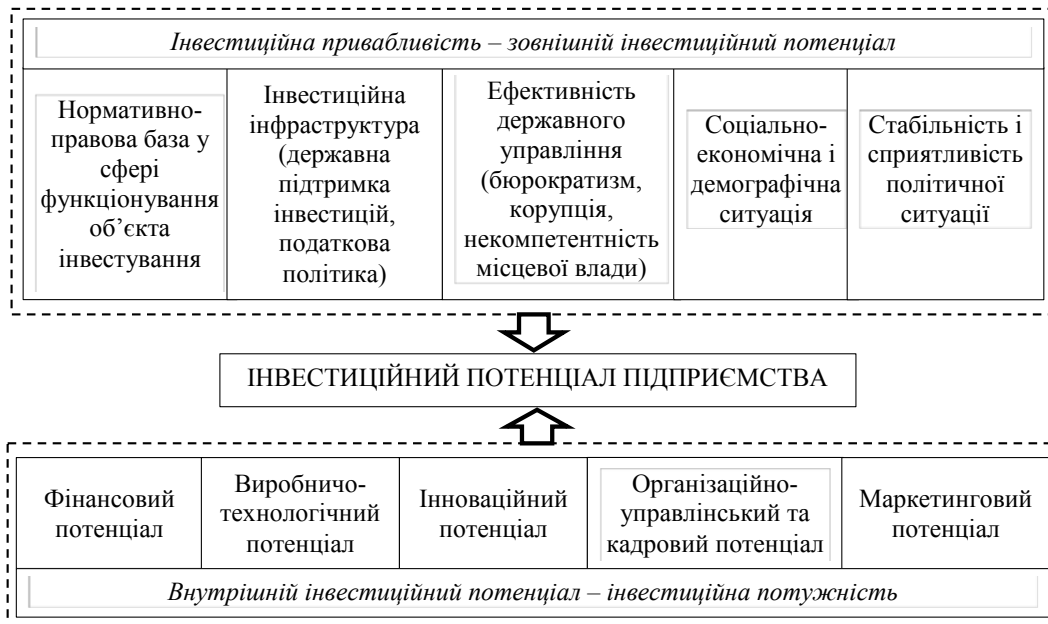 Інвестиційна привабливість – зовнішній інвестиційний потенціал
Нормативно-
правова база у
сфері
функціонування
об’єкта
інвестування
Інвестиційна
інфраструктура
(державна
підтримка
інвестицій,
податкова
політика)
Ефективність
державного
управління
(бюрократизм,
корупція,
некомпетентність
місцевої влади)
Соціально-
економічна і
демографічна
ситуація
Стабільність і
сприятливість
політичної
ситуації
ІНВЕСТИЦІЙНИЙ ПОТЕНЦІАЛ ПІДПРИЄМСТВА
Фінансовий
потенціал
Виробничо-
технологічний
потенціал
Інноваційний
потенціал
Організаційно-
управлінський та
кадровий потенціал
Маркетинговий
потенціал
Внутрішній інвестиційний потенціал – інвестиційна потужність